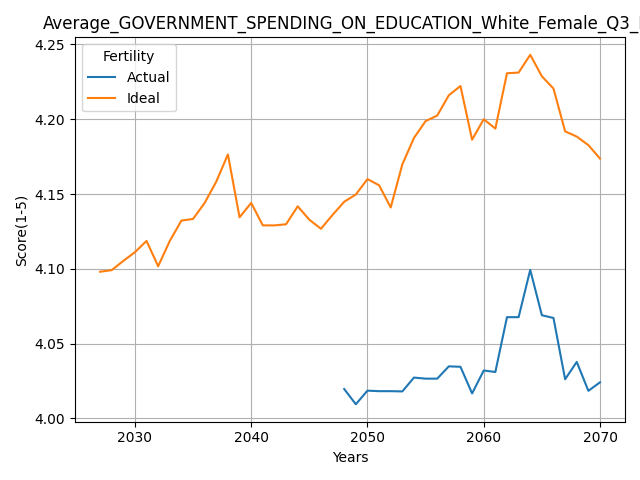 Average_GOVERNMENT_SPENDING_ON_EDUCATION_White_Female_Q3_
Fertility
Actual
Ideal
Score(1-5)
4.25
4.20
4.15
4.10
4.05
4.00
2030 2040 2050 2060 2070
Years